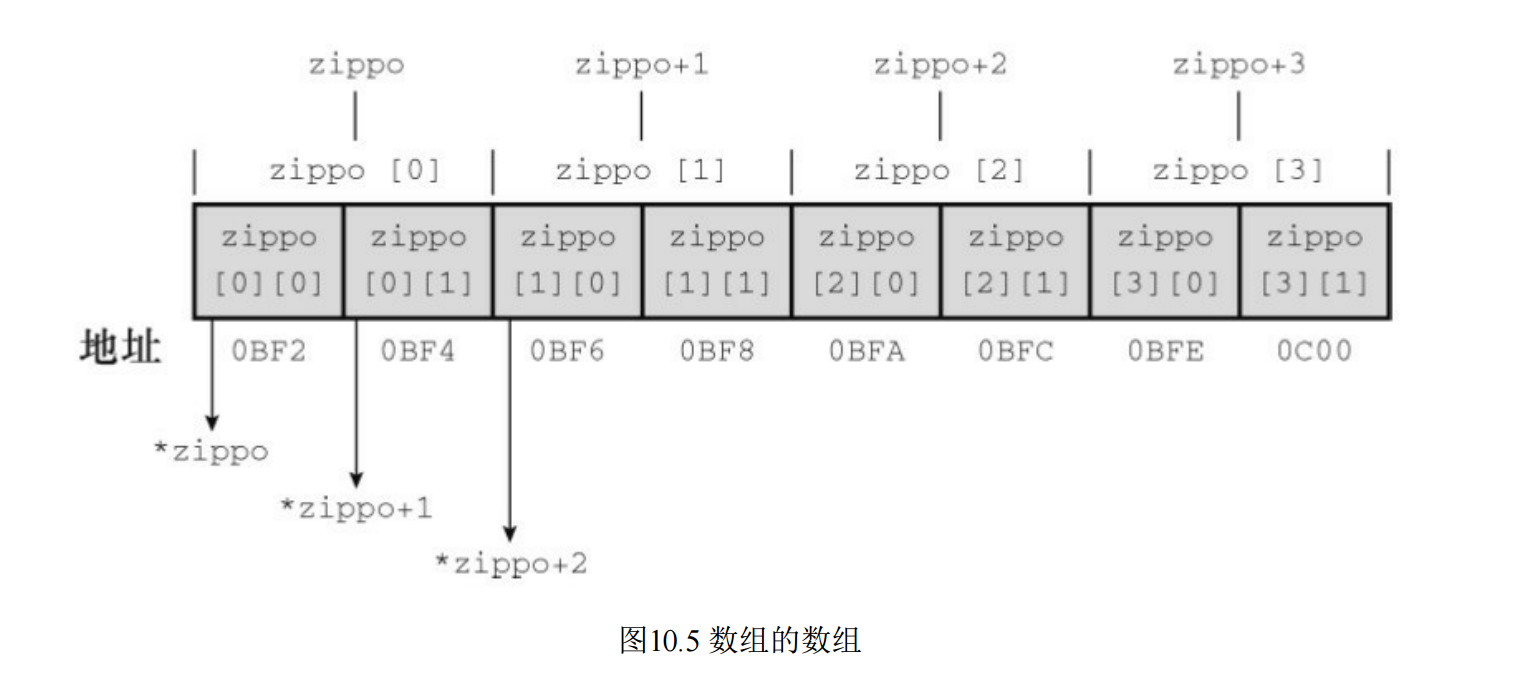 zippo zippo+1 zippo+2 zippo+3
zippo [0] zippo [1] zippo [2] zippo [3]
zippo zippo zippo zippo zippo zippo zippo zippo
[0][0] [0][1] [1][0] [1][1] [2][0] [2][1] [3][0] [3][1]
地址 0BF2 0BF4 0BF6 0BF8 0BFA 0BFC 0BFE 0C00
*zippo
*zippo+1
*zippo+2
图10.5 数组的数组